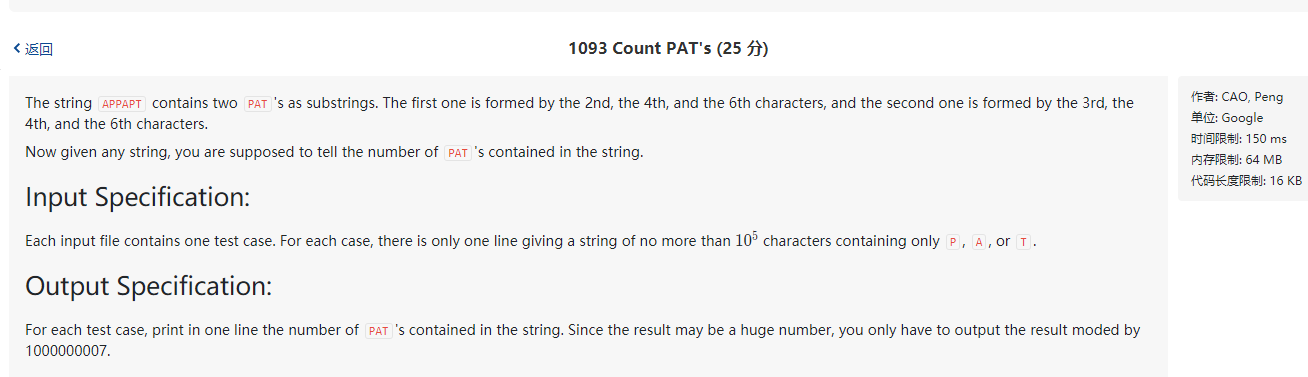 返回
1093 Count PAT's (25 分)
The string APPAPT contains two PAT 's as substrings. The first one is formed by the 2nd, the 4th, and the 6th characters, and the second one is formed by the 3rd, the
4th, and the 6th characters.
Now given any string, you are supposed to tell the number of PAT 's contained in the string.
Input Specification:
Each input file contains one test case. For each case, there is only one line giving a string of no more than 10⁵ characters containing only P, A, or T.
Output Specification:
For each test case, print in one line the number of PAT 's contained in the string. Since the result may be a huge number, you only have to output the result moded by
1000000007.
作者: CAO, Peng
单位: Google
时间限制: 150 ms
内存限制: 64 MB
代码长度限制: 16 KB